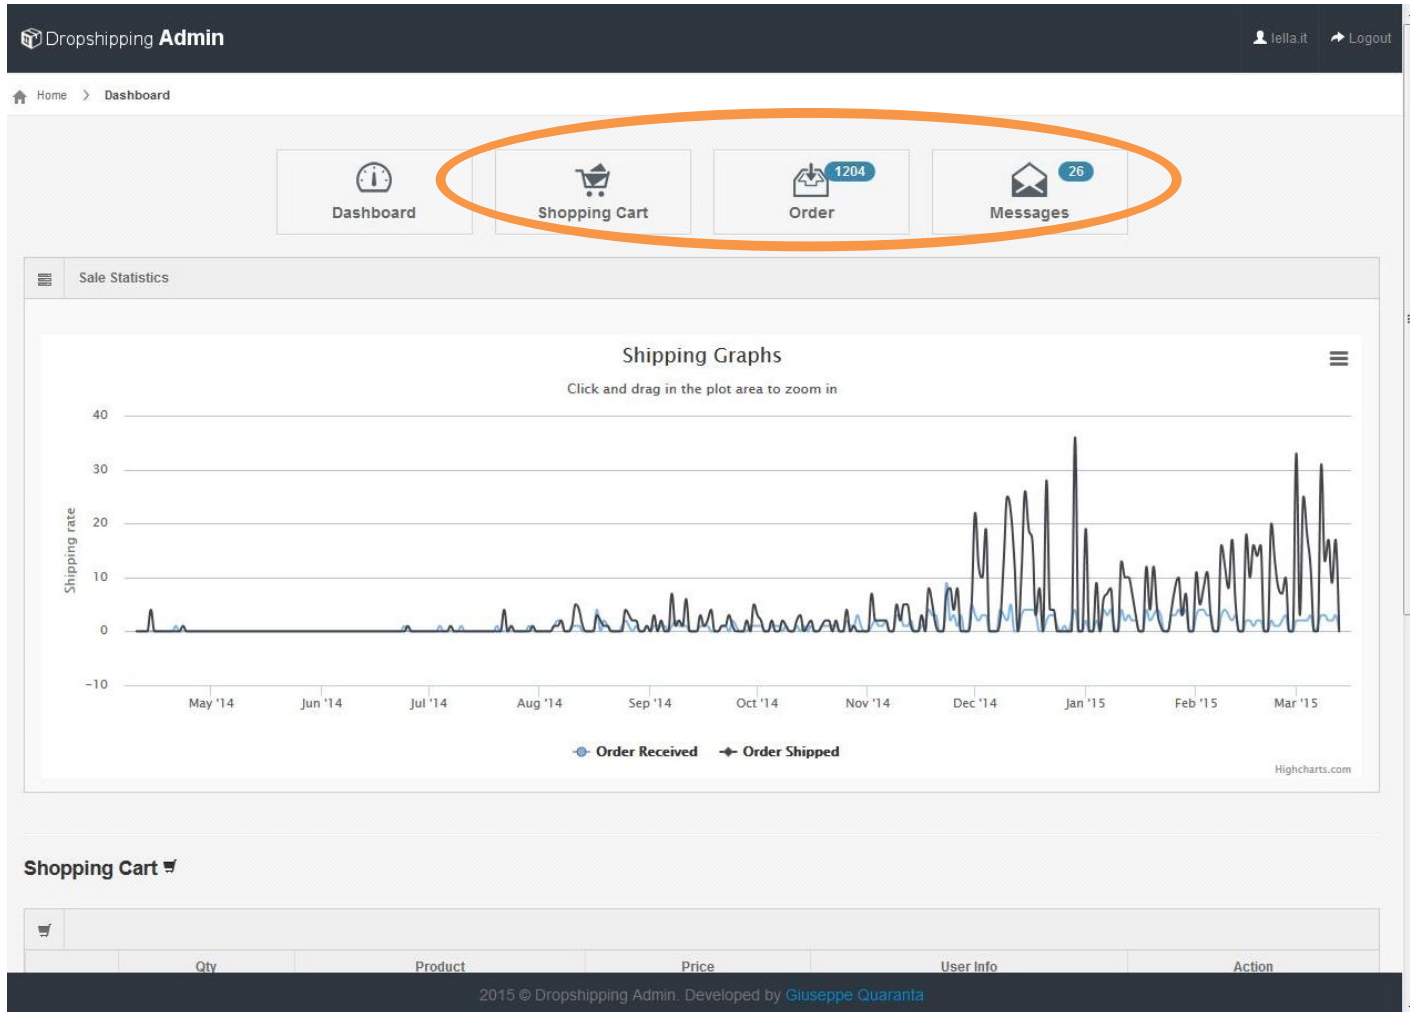 Dropshipping Admin
lella.it Logout
Home > Dashboard
Dashboard
Shopping Cart
1204
Order
26
Messages
Sale Statistics
Shipping Graphs
Click and drag in the plot area to zoom in
40
30
20
10
0
-10
Shipping rate
May '14 Jun '14 Jul '14 Aug '14 Sep '14 Oct '14 Nov '14 Dec '14 Jan '15 Feb '15 Mar '15
Order Received Order Shipped
Highcharts.com
Shopping Cart
Qty Product Price User Info Action
2015 © Dropshipping Admin. Developed by Giuseppe Quaranta